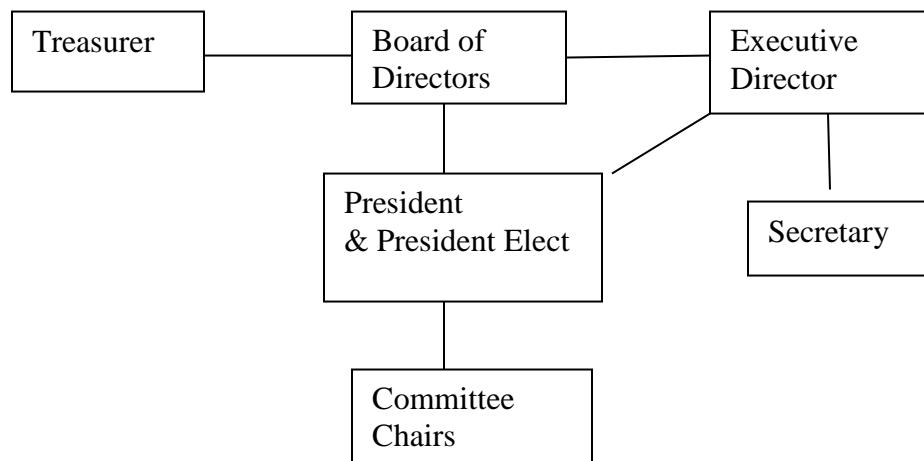 Treasurer
Board of
Directors
Executive
Director
President
& President Elect
Secretary
Committee
Chairs